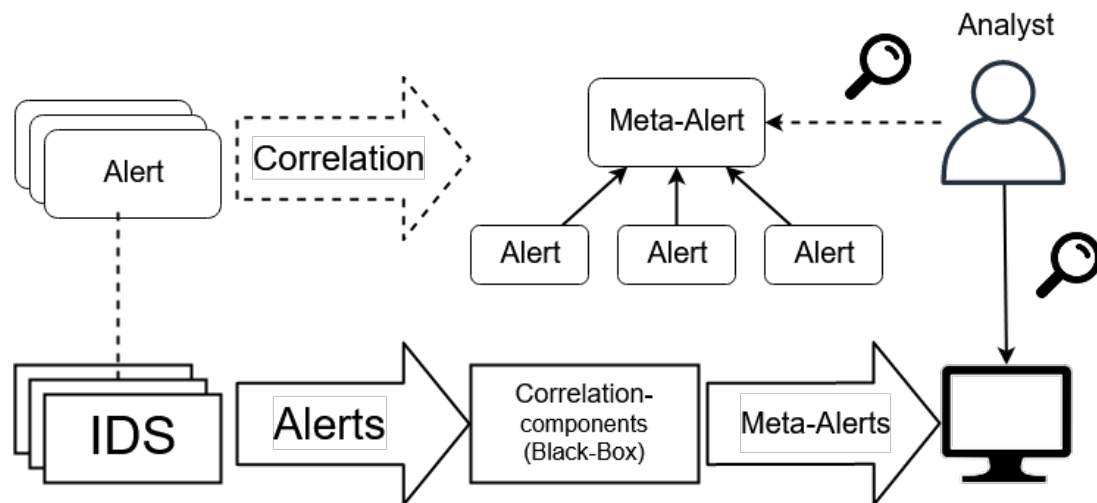 Analyst
Alert
Correlation
Meta-Alert
Alert
Alert
Alert
IDS
Alerts
Correlation-
components
(Black-Box)
Meta-Alerts